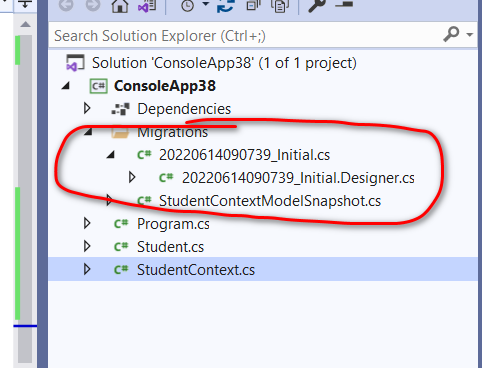 Search Solution Explorer (Ctrl+;)
Solution 'ConsoleApp38' (1 of 1 project)
C# ConsoleApp38
Dependencies
Migrations
C# 20220614090739_Initial.cs
C# 20220614090739_Initial.Designer.cs
C# StudentContextModelSnapshot.cs
C# Program.cs
C# Student.cs
C# StudentContext.cs